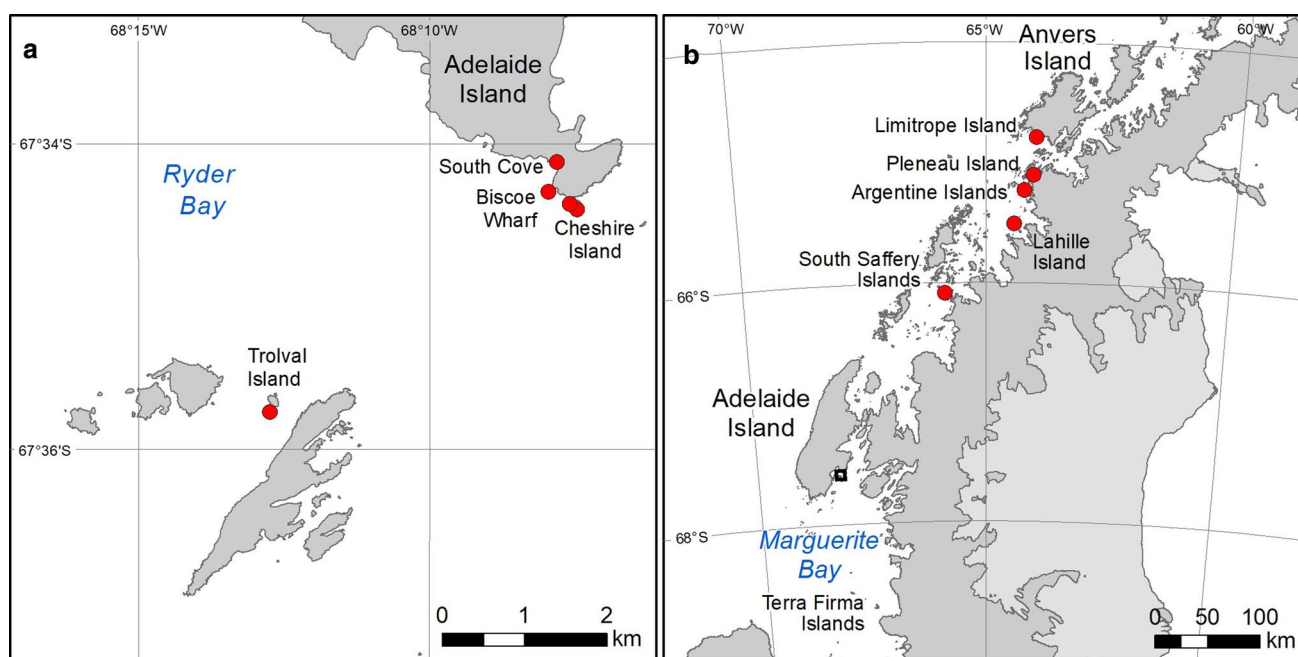 68°15'W
68°10'W
a
Adelaide
Island
67°34'S
South Cove
Ryder
Bay
Biscoe
Wharf
Cheshire
Island
Trolval
Island
67°36'S
0 1 2
km
70°W
65°W
60°W
b
Anvers
Island
Limitrope Island
Pleneau Island
Argentine Islands
Lahille
Island
South Saffery
Islands
66°S
Adelaide
Island
68°S
Marguerite
Bay
Terra Firma
Islands
0 50 100
km